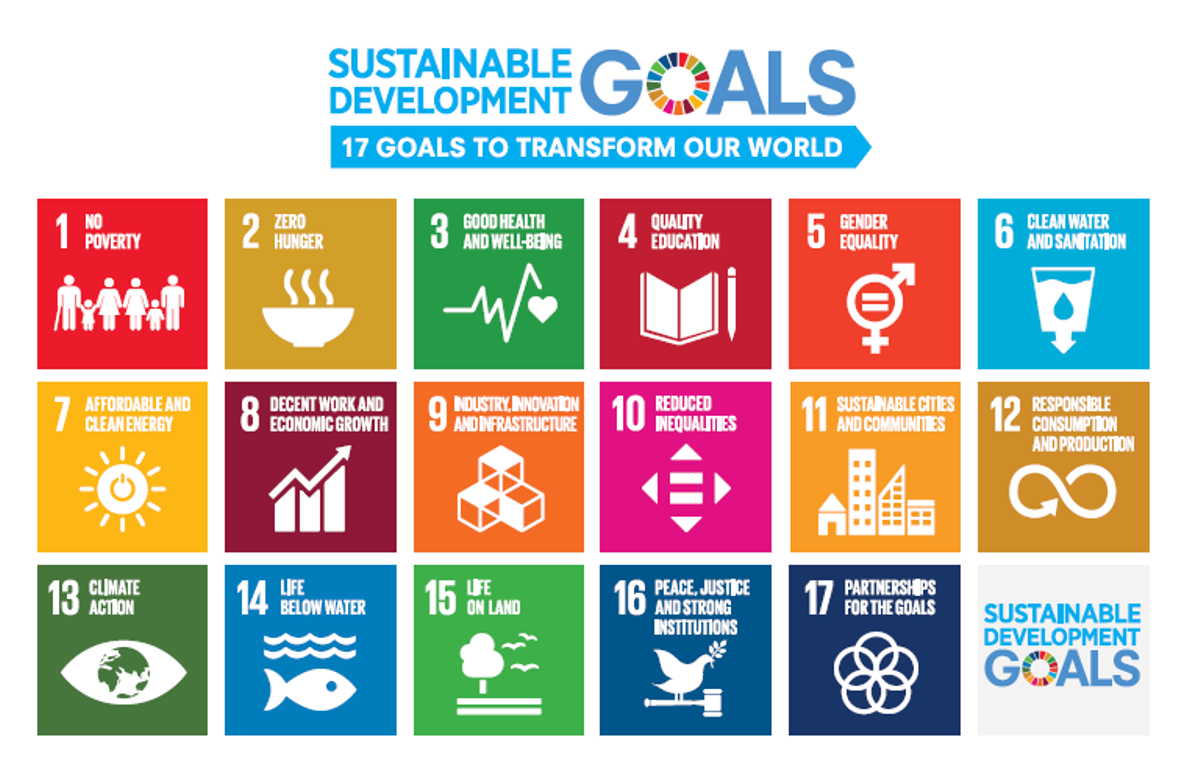 SUSTAINABLE
DEVELOPMENT GOALS
17 GOALS TO TRANSFORM OUR WORLD
1 NO
POVERTY
2 ZERO
HUNGER
3 GOOD HEALTH
AND WELL-BEING
4 QUALITY
EDUCATION
5 GENDER
EQUALITY
6 CLEAN WATER
AND SANITATION
7 AFFORDABLE AND
CLEAN ENERGY
8 DECENT WORK AND
ECONOMIC GROWTH
9 INDUSTRY, INNOVATION
AND INFRASTRUCTURE
10 REDUCED
INEQUALITIES
11 SUSTAINABLE CITIES
AND COMMUNITIES
12 RESPONSIBLE
CONSUMPTION
AND PRODUCTION
13 CLIMATE
ACTION
14 LIFE
BELOW WATER
15 LIFE
ON LAND
16 PEACE, JUSTICE
AND STRONG
INSTITUTIONS
17 PARTNERSHIPS
FOR THE GOALS
SUSTAINABLE
DEVELOPMENT
GOALS